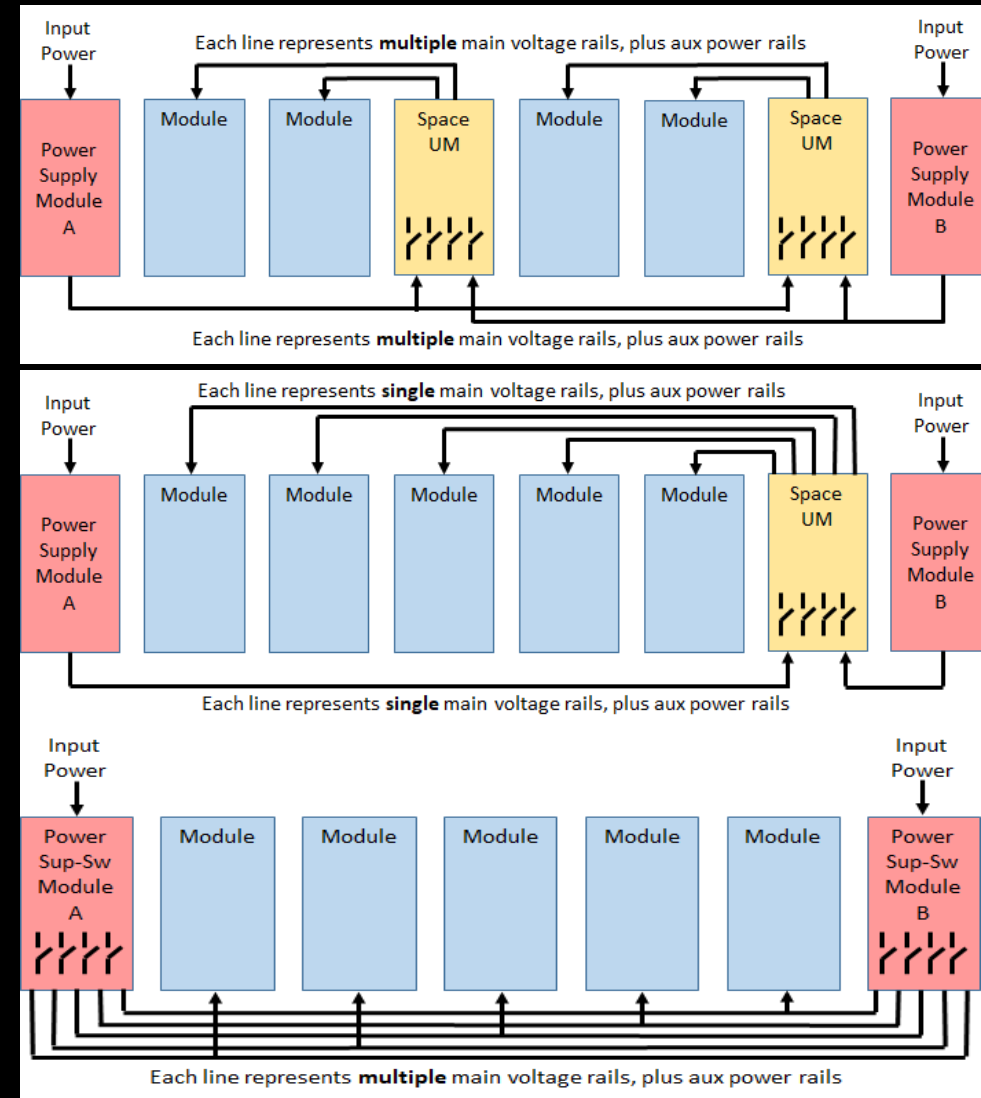 Input
Power
Each line represents multiple main voltage rails, plus aux power rails
Input
Power
Power
Supply
Module
A
Module
Module
Space
UM
Module
Module
Space
UM
Power
Supply
Module
B
Each line represents multiple main voltage rails, plus aux power rails
Each line represents single main voltage rails, plus aux power rails
Input
Power
Input
Power
Power
Supply
Module
A
Module
Module
Module
Module
Module
Space
UM
Power
Supply
Module
B
Each line represents single main voltage rails, plus aux power rails
Input
Power
Input
Power
Power
Sup-Sw
Module
A
Module
Module
Module
Module
Module
Power
Sup-Sw
Module
B
Each line represents multiple main voltage rails, plus aux power rails